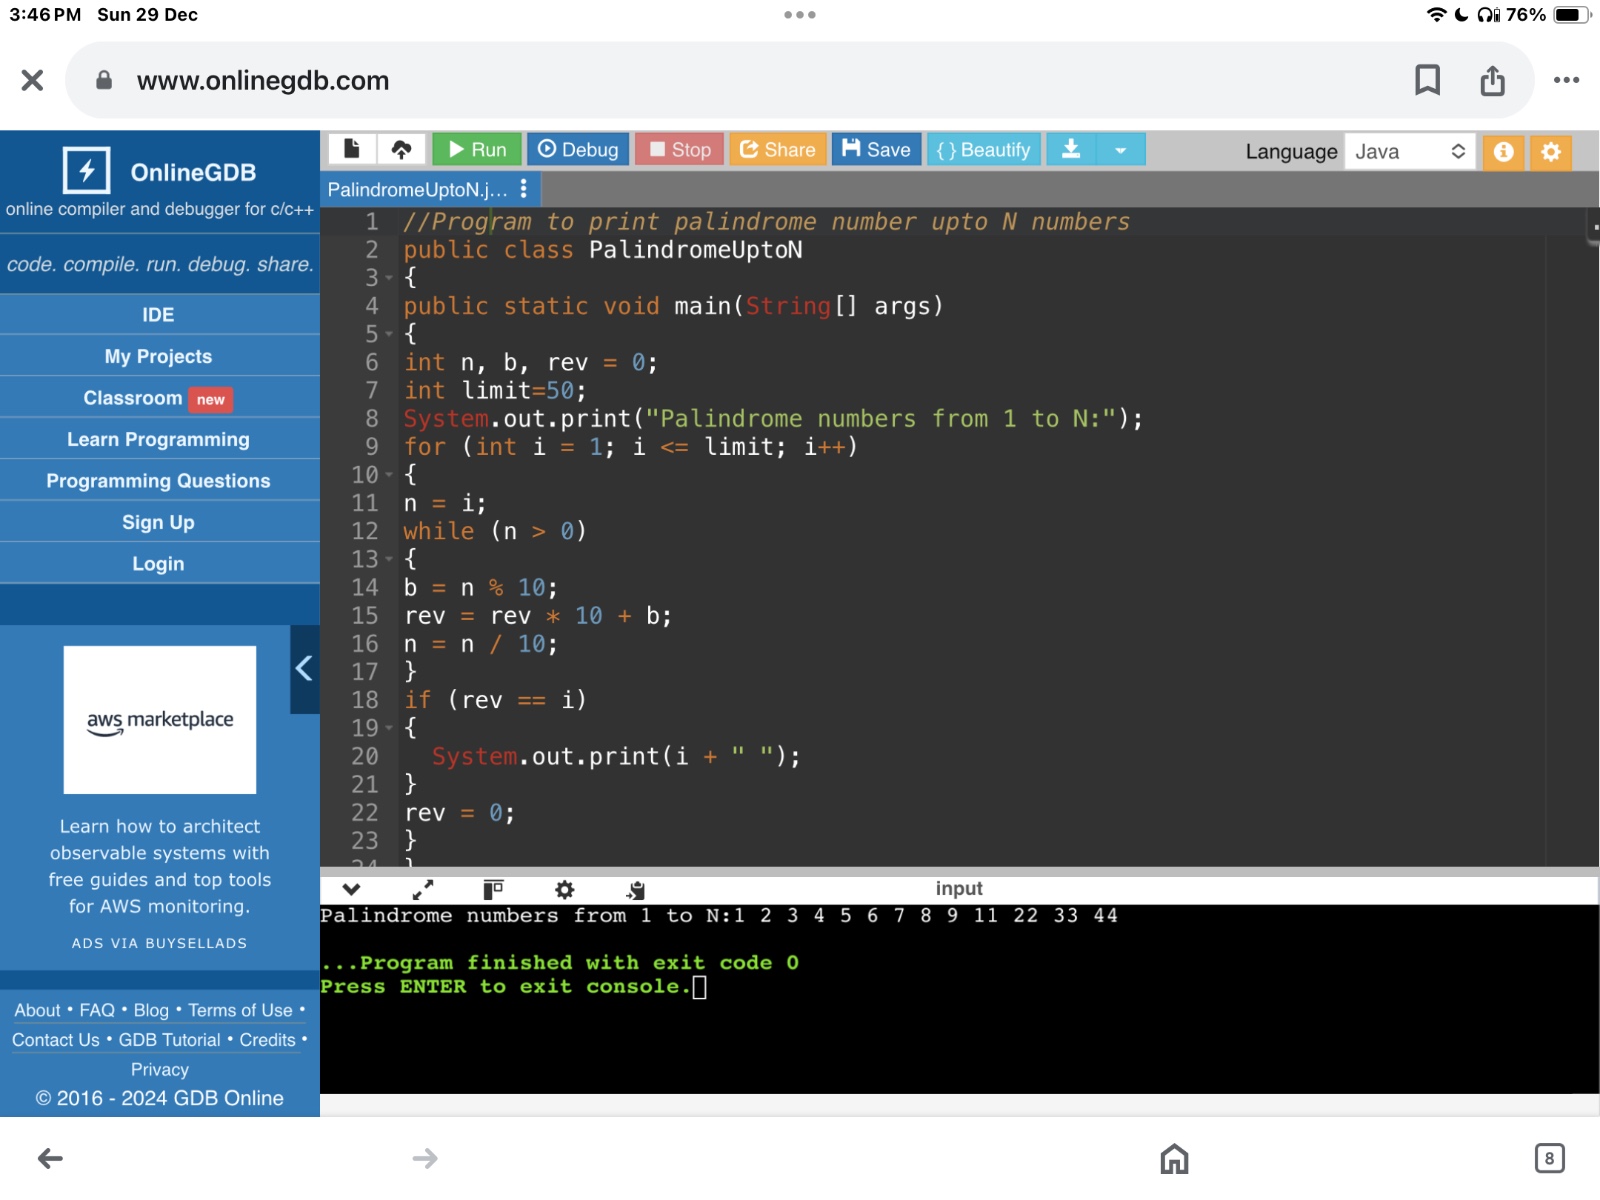 3:46 PM Sun 29 Dec
76%
www.onlinegdb.com
OnlineGDB
online compiler and debugger for c/c++
code. compile. run. debug. share.
IDE
My Projects
Classroom new
Learn Programming
Programming Questions
Sign Up
Login
aws marketplace
Learn how to architect
observable systems with
free guides and top tools
for AWS monitoring.
ADS VIA BUYSELLADS
About • FAQ • Blog • Terms of Use •
Contact Us • GDB Tutorial • Credits •
Privacy
© 2016 - 2024 GDB Online
Run Debug Stop Share Save { } Beautify Language Java
PalindromeUptoN.j...
1 //Program to print palindrome number upto N numbers
2 public class PalindromeUptoN
3 {
4 public static void main(String[] args)
5 {
6 int n, b, rev = 0;
7 int limit=50;
8 System.out.print("Palindrome numbers from 1 to N:");
9 for (int i = 1; i <= limit; i++)
10 {
11 n = i;
12 while (n > 0)
13 {
14 b = n % 10;
15 rev = rev * 10 + b;
16 n = n / 10;
17 }
18 if (rev == i)
19 {
20 System.out.print(i + " ");
21 }
22 rev = 0;
23 }
24 }
input
Palindrome numbers from 1 to N:1 2 3 4 5 6 7 8 9 11 22 33 44
...Program finished with exit code 0
Press ENTER to exit console.
8